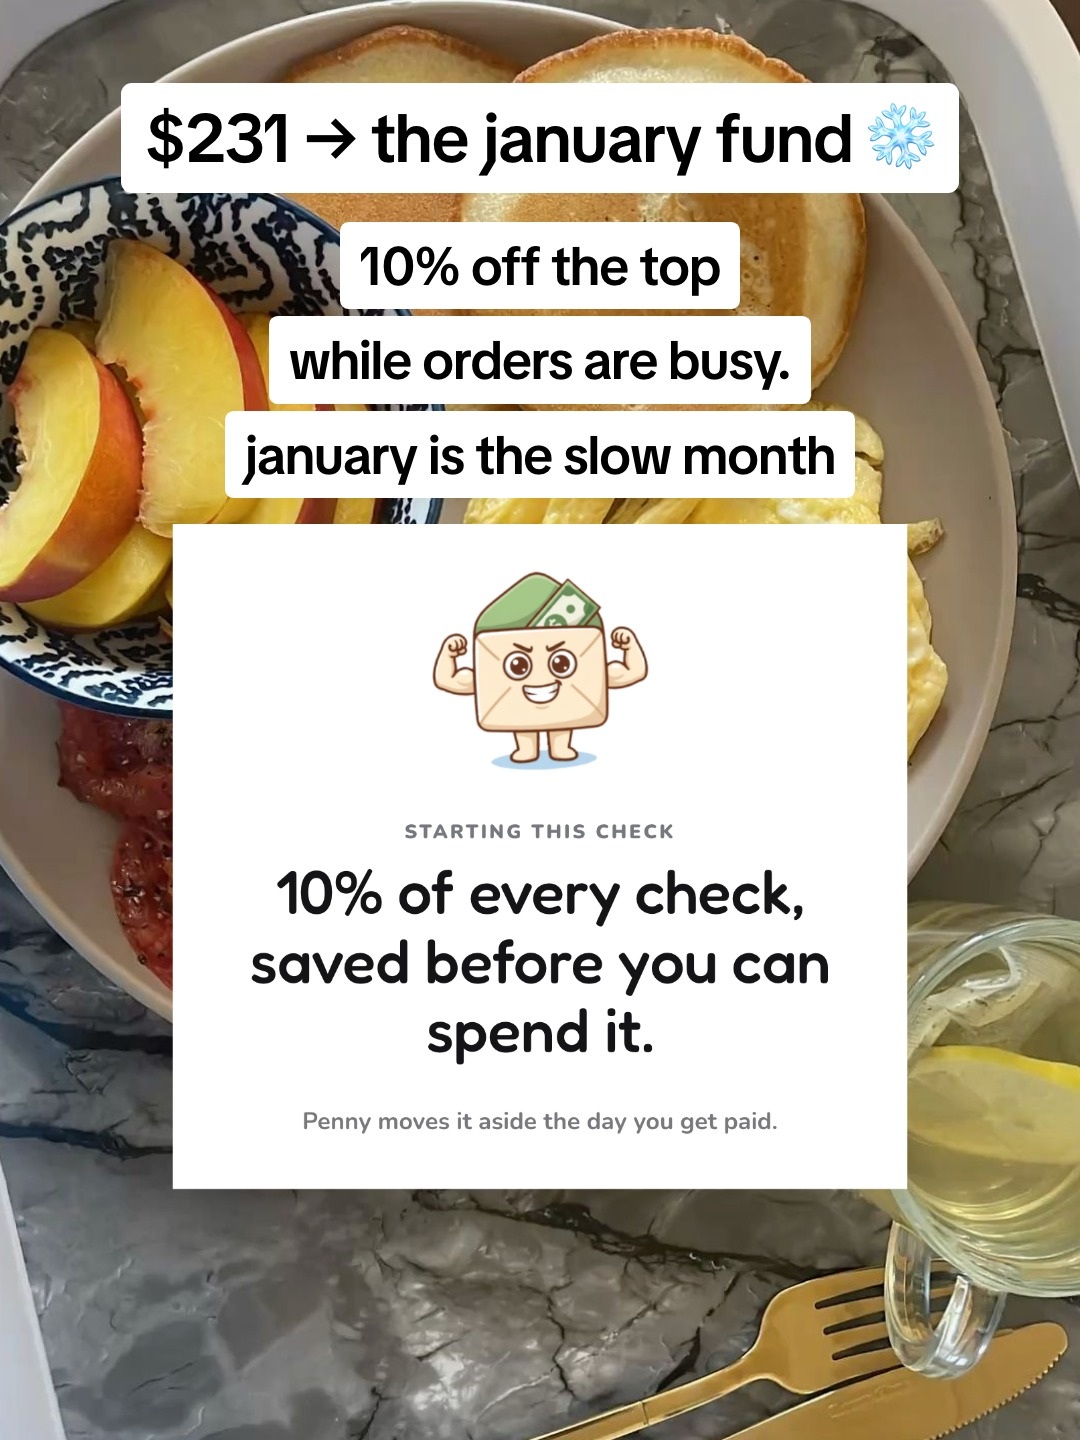 $231 → the january fund ❄️
10% off the top
while orders are busy.
january is the slow month
STARTING THIS CHECK
10% of every check,
saved before you can
spend it.
Penny moves it aside the day you get paid.